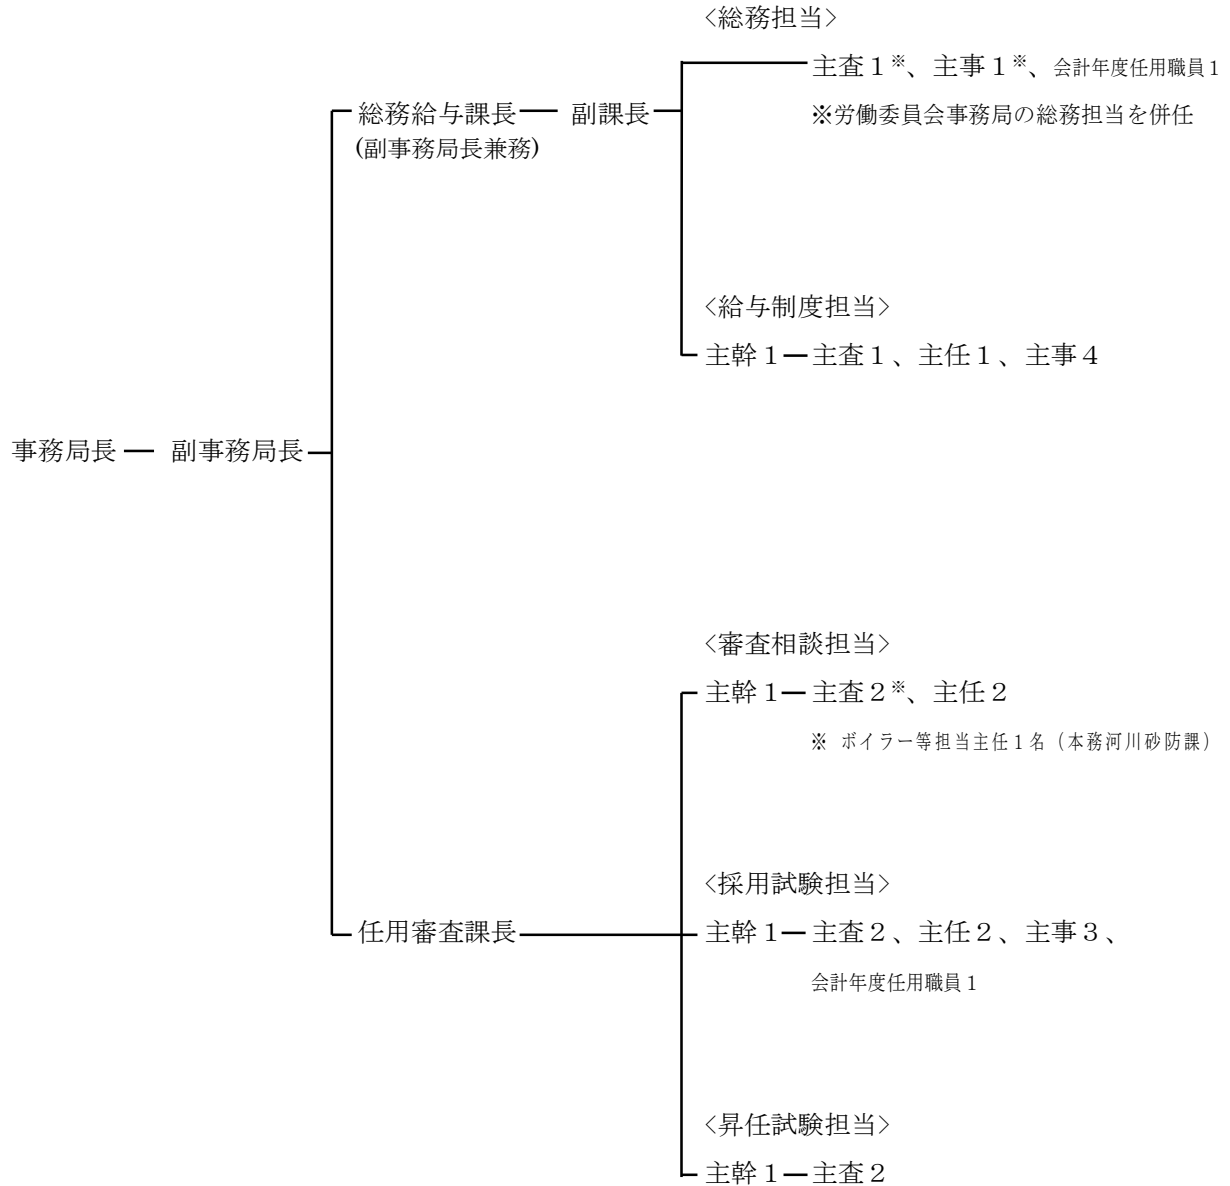 <総務担当>
主査１※、主事１※、会計年度任用職員１
総務給与課長 副課長
※労働委員会事務局の総務担当を併任
(副事務局長兼務)
<給与制度担当>
主幹１ 主査１、主任１、主事４
事務局長 副事務局長
<審査相談担当>
主幹１ 主査２※、主任２
※ ボイラー等担当主任１名（本務河川砂防課）
<採用試験担当>
任用審査課長 主幹１ 主査２、主任２、主事３、
会計年度任用職員１
<昇任試験担当>
主幹１ 主査２